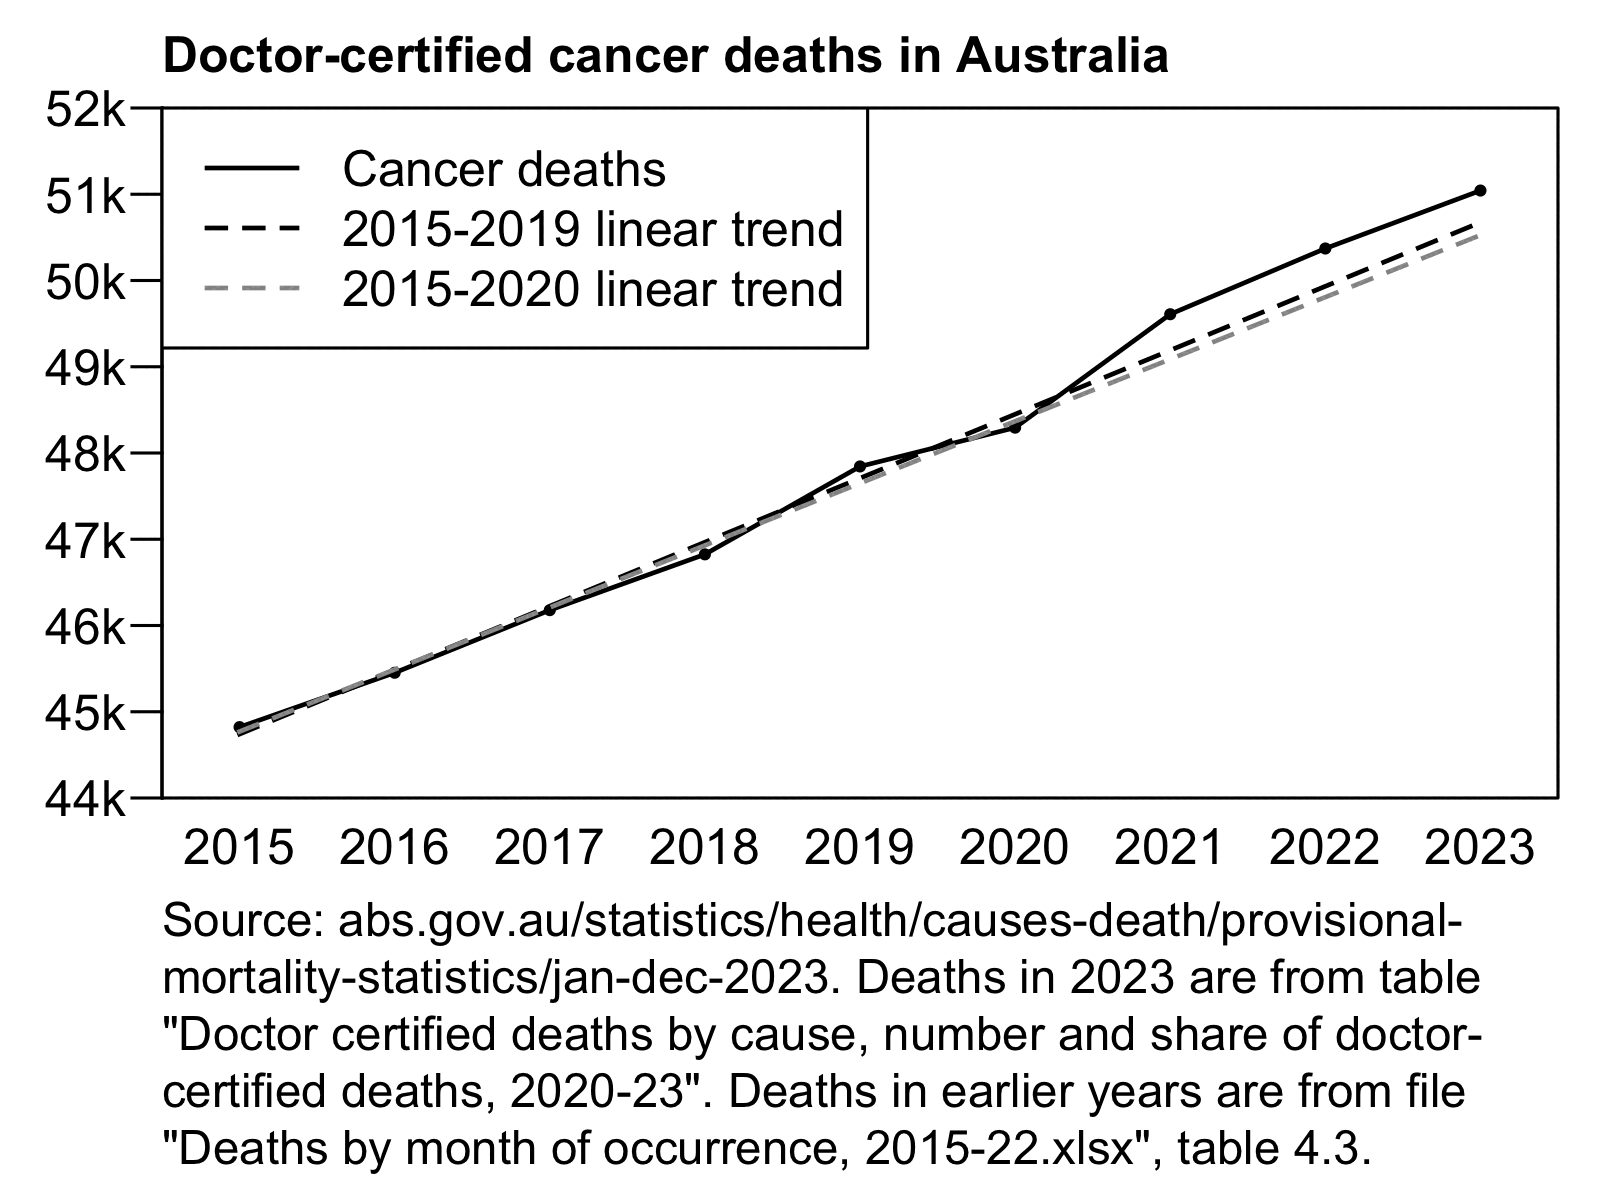 Doctor-certified cancer deaths in Australia
52k
51k
50k
49k
48k
47k
46k
45k
44k
Cancer deaths
2015-2019 linear trend
2015-2020 linear trend
2015 2016 2017 2018 2019 2020 2021 2022 2023
Source: abs.gov.au/statistics/health/causes-death/provisional-
mortality-statistics/jan-dec-2023. Deaths in 2023 are from table
"Doctor certified deaths by cause, number and share of doctor-
certified deaths, 2020-23". Deaths in earlier years are from file
"Deaths by month of occurrence, 2015-22.xlsx", table 4.3.